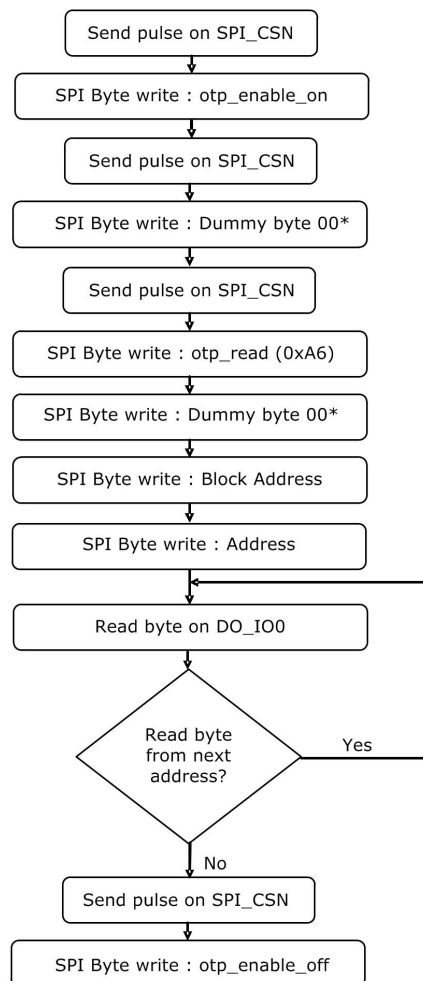 Send pulse on SPI_CSN
SPI Byte write : otp_enable_on
Send pulse on SPI_CSN
SPI Byte write : Dummy byte 00*
Send pulse on SPI_CSN
SPI Byte write : otp_read (0xA6)
SPI Byte write : Dummy byte 00*
SPI Byte write : Block Address
SPI Byte write : Address
Read byte on DO_IO0
Read byte
from next
address?
Yes
No
Send pulse on SPI_CSN
SPI Byte write : otp_enable_off